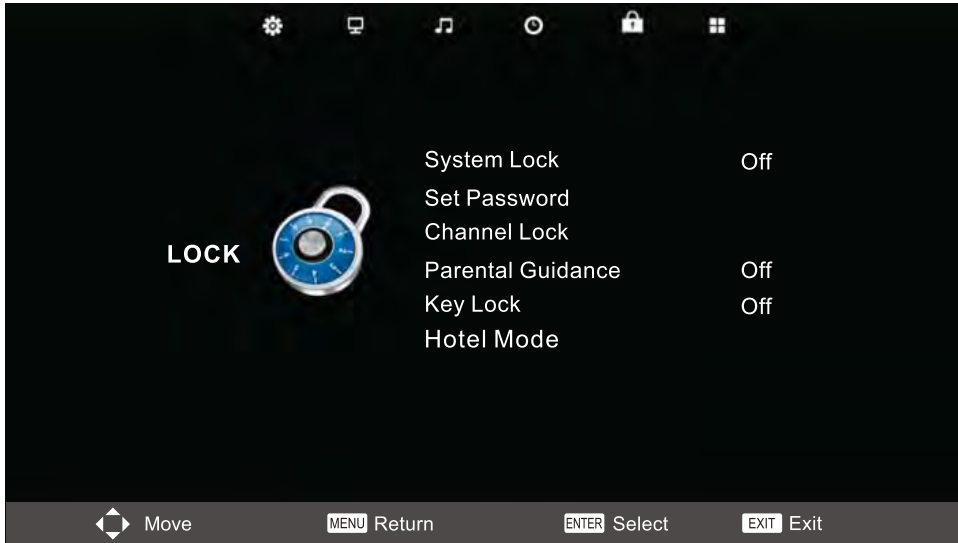 System Lock Off
Set Password
Channel Lock
LOCK
Parental Guidance Off
Key Lock Off
Hotel Mode
Move MENU Return ENTER Select EXIT Exit